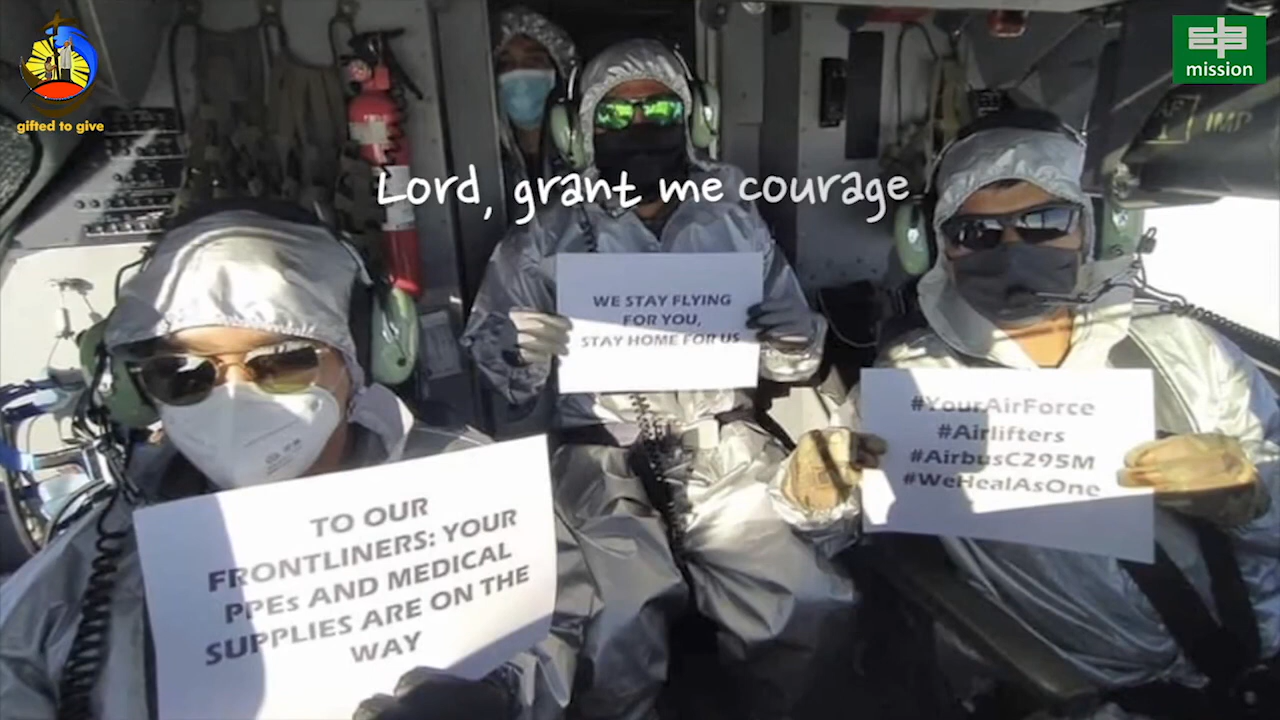 gifted to give
mission
Lord, grant me courage
WE STAY FLYING
FOR YOU,
STAY HOME FOR US
#YourAirForce
#Airlifters
#AirbusC295M
#WeHealAsOne
TO OUR
FRONTLINERS: YOUR
PPEs AND MEDICAL
SUPPLIES ARE ON THE
WAY
IMP